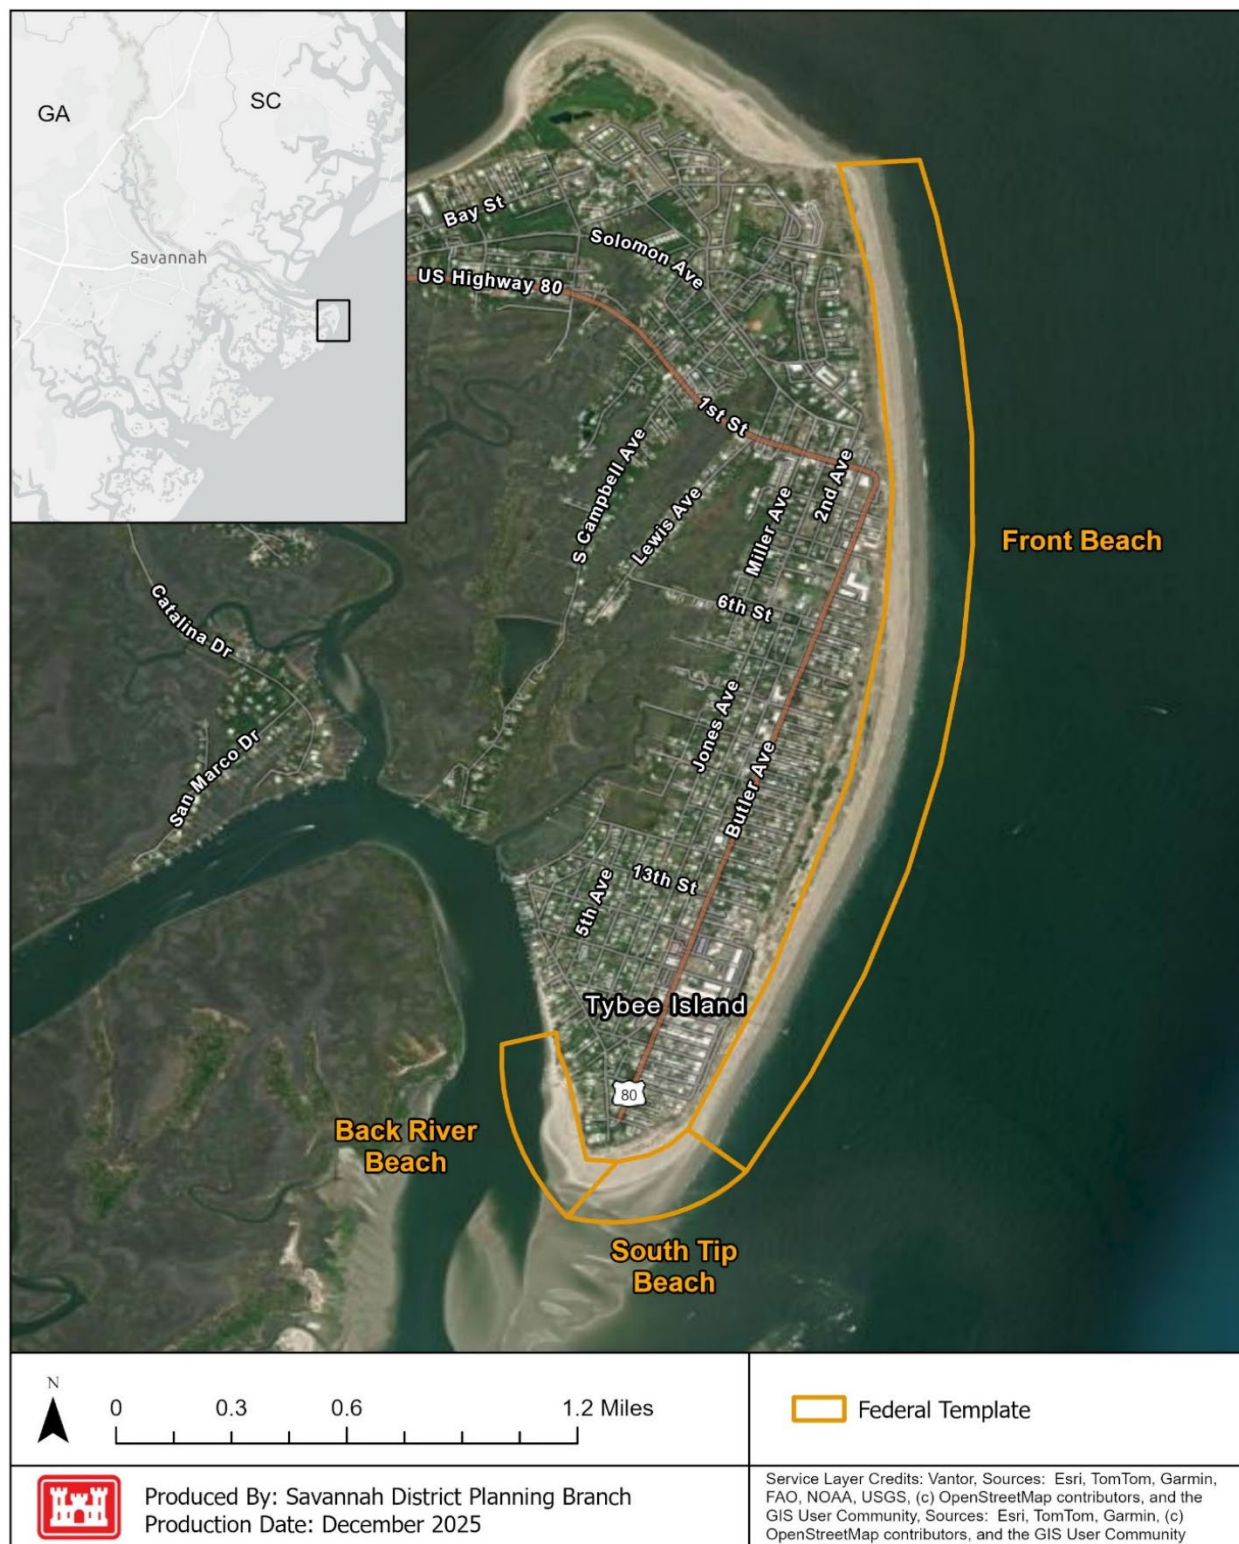 GA
SC
Savannah
Bay St
Solomon Ave
US Highway 80
1st St
S Campbell Ave
Lewis Ave
Miller Ave
2nd Ave
Front Beach
Catalina Dr
6th St
San Marco Dr
Jones Ave
Butler Ave
5th Ave
13th St
Tybee Island
80
Back River
Beach
South Tip
Beach
N
0 0.3 0.6 1.2 Miles
Federal Template
Produced By: Savannah District Planning Branch
Production Date: December 2025
Service Layer Credits: Vantor, Sources: Esri, TomTom, Garmin,
FAO, NOAA, USGS, (c) OpenStreetMap contributors, and the
GIS User Community, Sources: Esri, TomTom, Garmin, (c)
OpenStreetMap contributors, and the GIS User Community